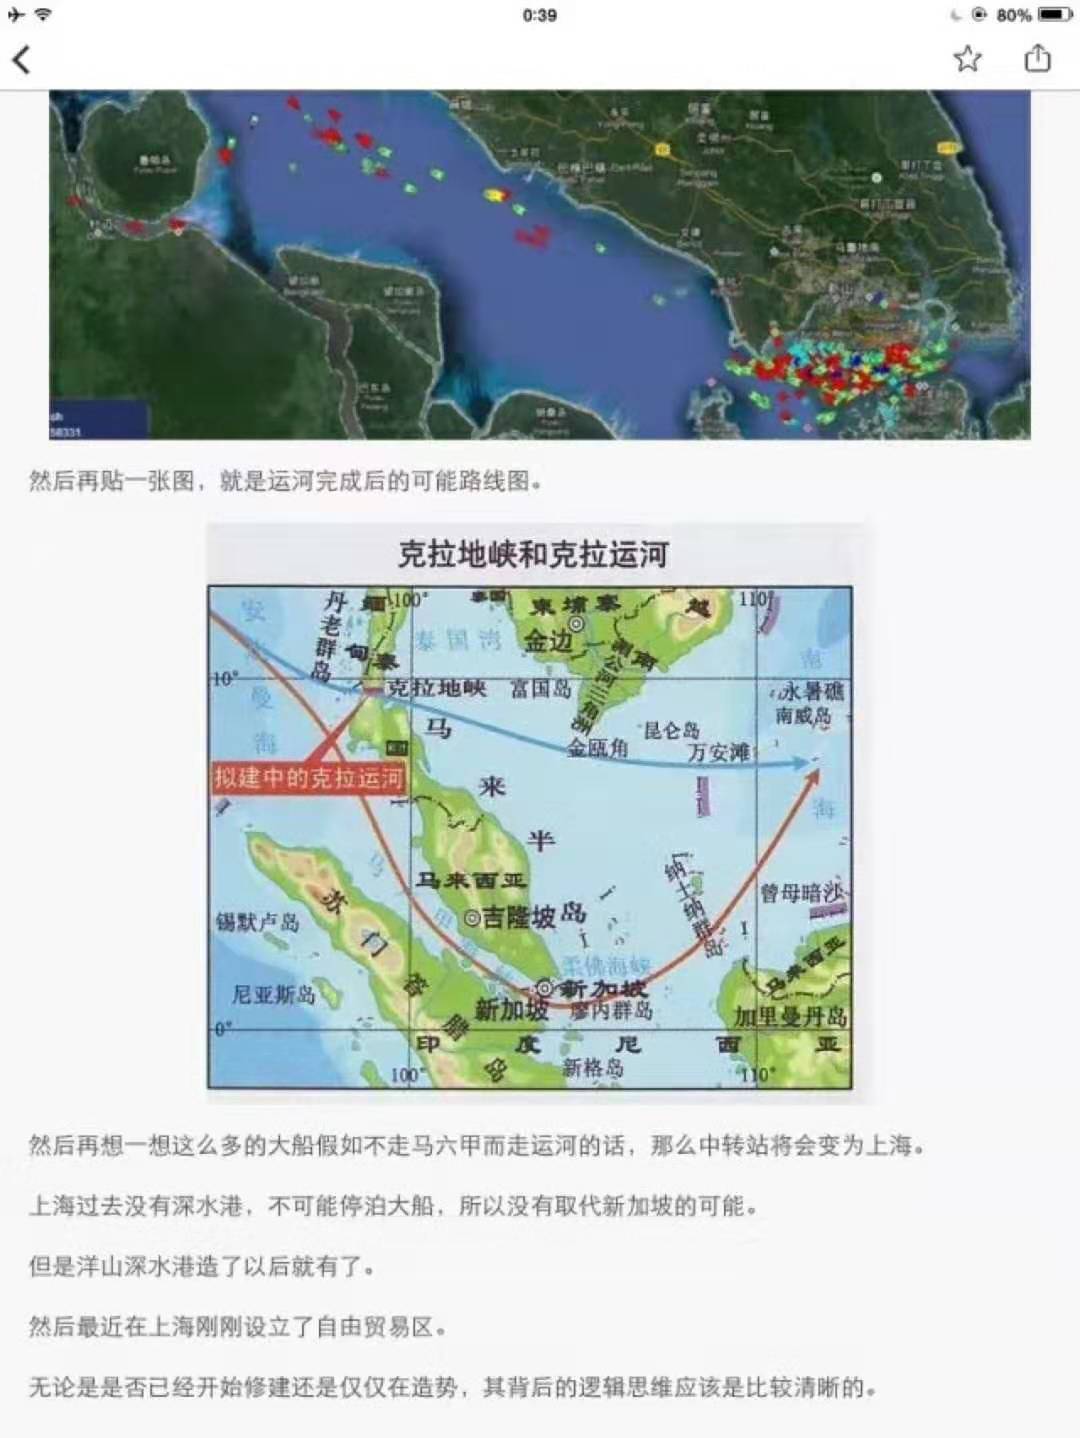 0:39
80%
58331
然后再贴一张图，就是运河完成后的可能路线图。
克拉地峡和克拉运河
丹老群岛
缅甸
100°
泰国
柬埔寨
越南
110°
安达曼海
泰国湾
金边
湄公河三角洲
南海
10°
克拉地峡
富国岛
永暑礁
南威岛
昆仑岛
金瓯角
万安滩
拟建中的克拉运河
马来半岛
马来西亚
吉隆坡
苏门答腊岛
锡默卢岛
尼亚斯岛
纳土纳群岛
曾母暗沙
柔佛海峡
新加坡
新加坡
廖内群岛
马来西亚
加里曼丹岛
0°
印度尼西亚
新格岛
100°
110°
然后再想一想这么多的大船假如不走马六甲而走运河的话，那么中转站将会变为上海。
上海过去没有深水港，不可能停泊大船，所以没有取代新加坡的可能。
但是洋山深水港造了以后就有了。
然后最近在上海刚刚设立了自由贸易区。
无论是是否已经开始修建还是仅仅在造势，其背后的逻辑思维应该是比较清晰的。